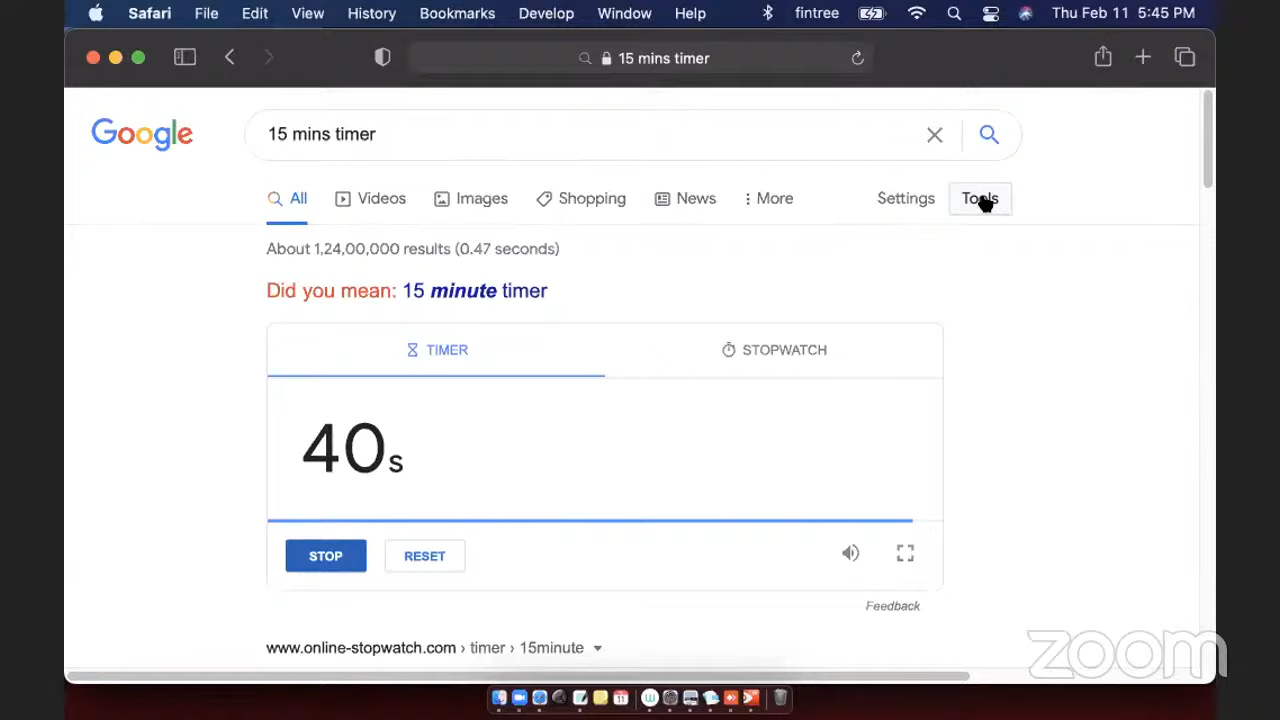 Safari File Edit View History Bookmarks Develop Window Help fintree Thu Feb 11 5:45 PM
15 mins timer
Google 15 mins timer
All Videos Images Shopping News More Settings Tools
About 1,24,00,000 results (0.47 seconds)
Did you mean: 15 minute timer
TIMER STOPWATCH
40s
STOP RESET
Feedback
www.online-stopwatch.com › timer › 15minute
zoom